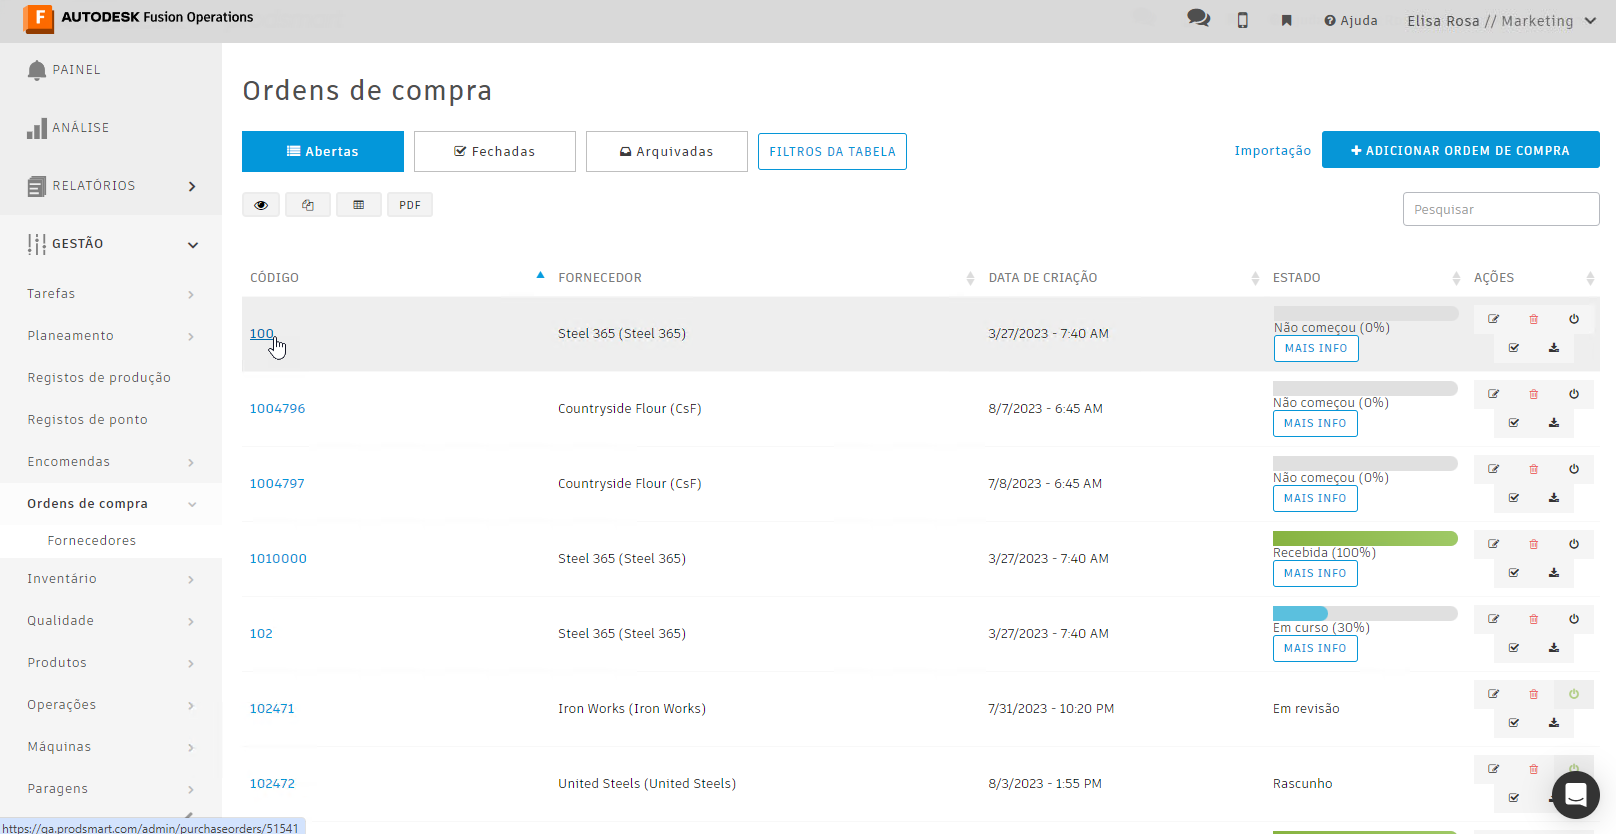 AUTODESK Fusion Operations
Ajuda
Elisa Rosa // Marketing
PAINEL
ANÁLISE
RELATÓRIOS
GESTÃO
Tarefas
Planeamento
Registos de produção
Registos de ponto
Encomendas
Ordens de compra
Fornecedores
Inventário
Qualidade
Produtos
Operações
Máquinas
Paragens
https://qa.prodsmart.com/admin/purchaseorders/51541
Ordens de compra
Abertas
Fechadas
Arquivadas
FILTROS DA TABELA
Importação
+ ADICIONAR ORDEM DE COMPRA
PDF
Pesquisar
CÓDIGO FORNECEDOR DATA DE CRIAÇÃO ESTADO AÇÕES
100 Steel 365 (Steel 365) 3/27/2023 - 7:40 AM Não começou (0%)
MAIS INFO
1004796 Countryside Flour (CsF) 8/7/2023 - 6:45 AM Não começou (0%)
MAIS INFO
1004797 Countryside Flour (CsF) 7/8/2023 - 6:45 AM Não começou (0%)
MAIS INFO
1010000 Steel 365 (Steel 365) 3/27/2023 - 7:40 AM Recebida (100%)
MAIS INFO
102 Steel 365 (Steel 365) 3/27/2023 - 7:40 AM Em curso (30%)
MAIS INFO
102471 Iron Works (Iron Works) 7/31/2023 - 10:20 PM Em revisão
102472 United Steels (United Steels) 8/3/2023 - 1:55 PM Rascunho